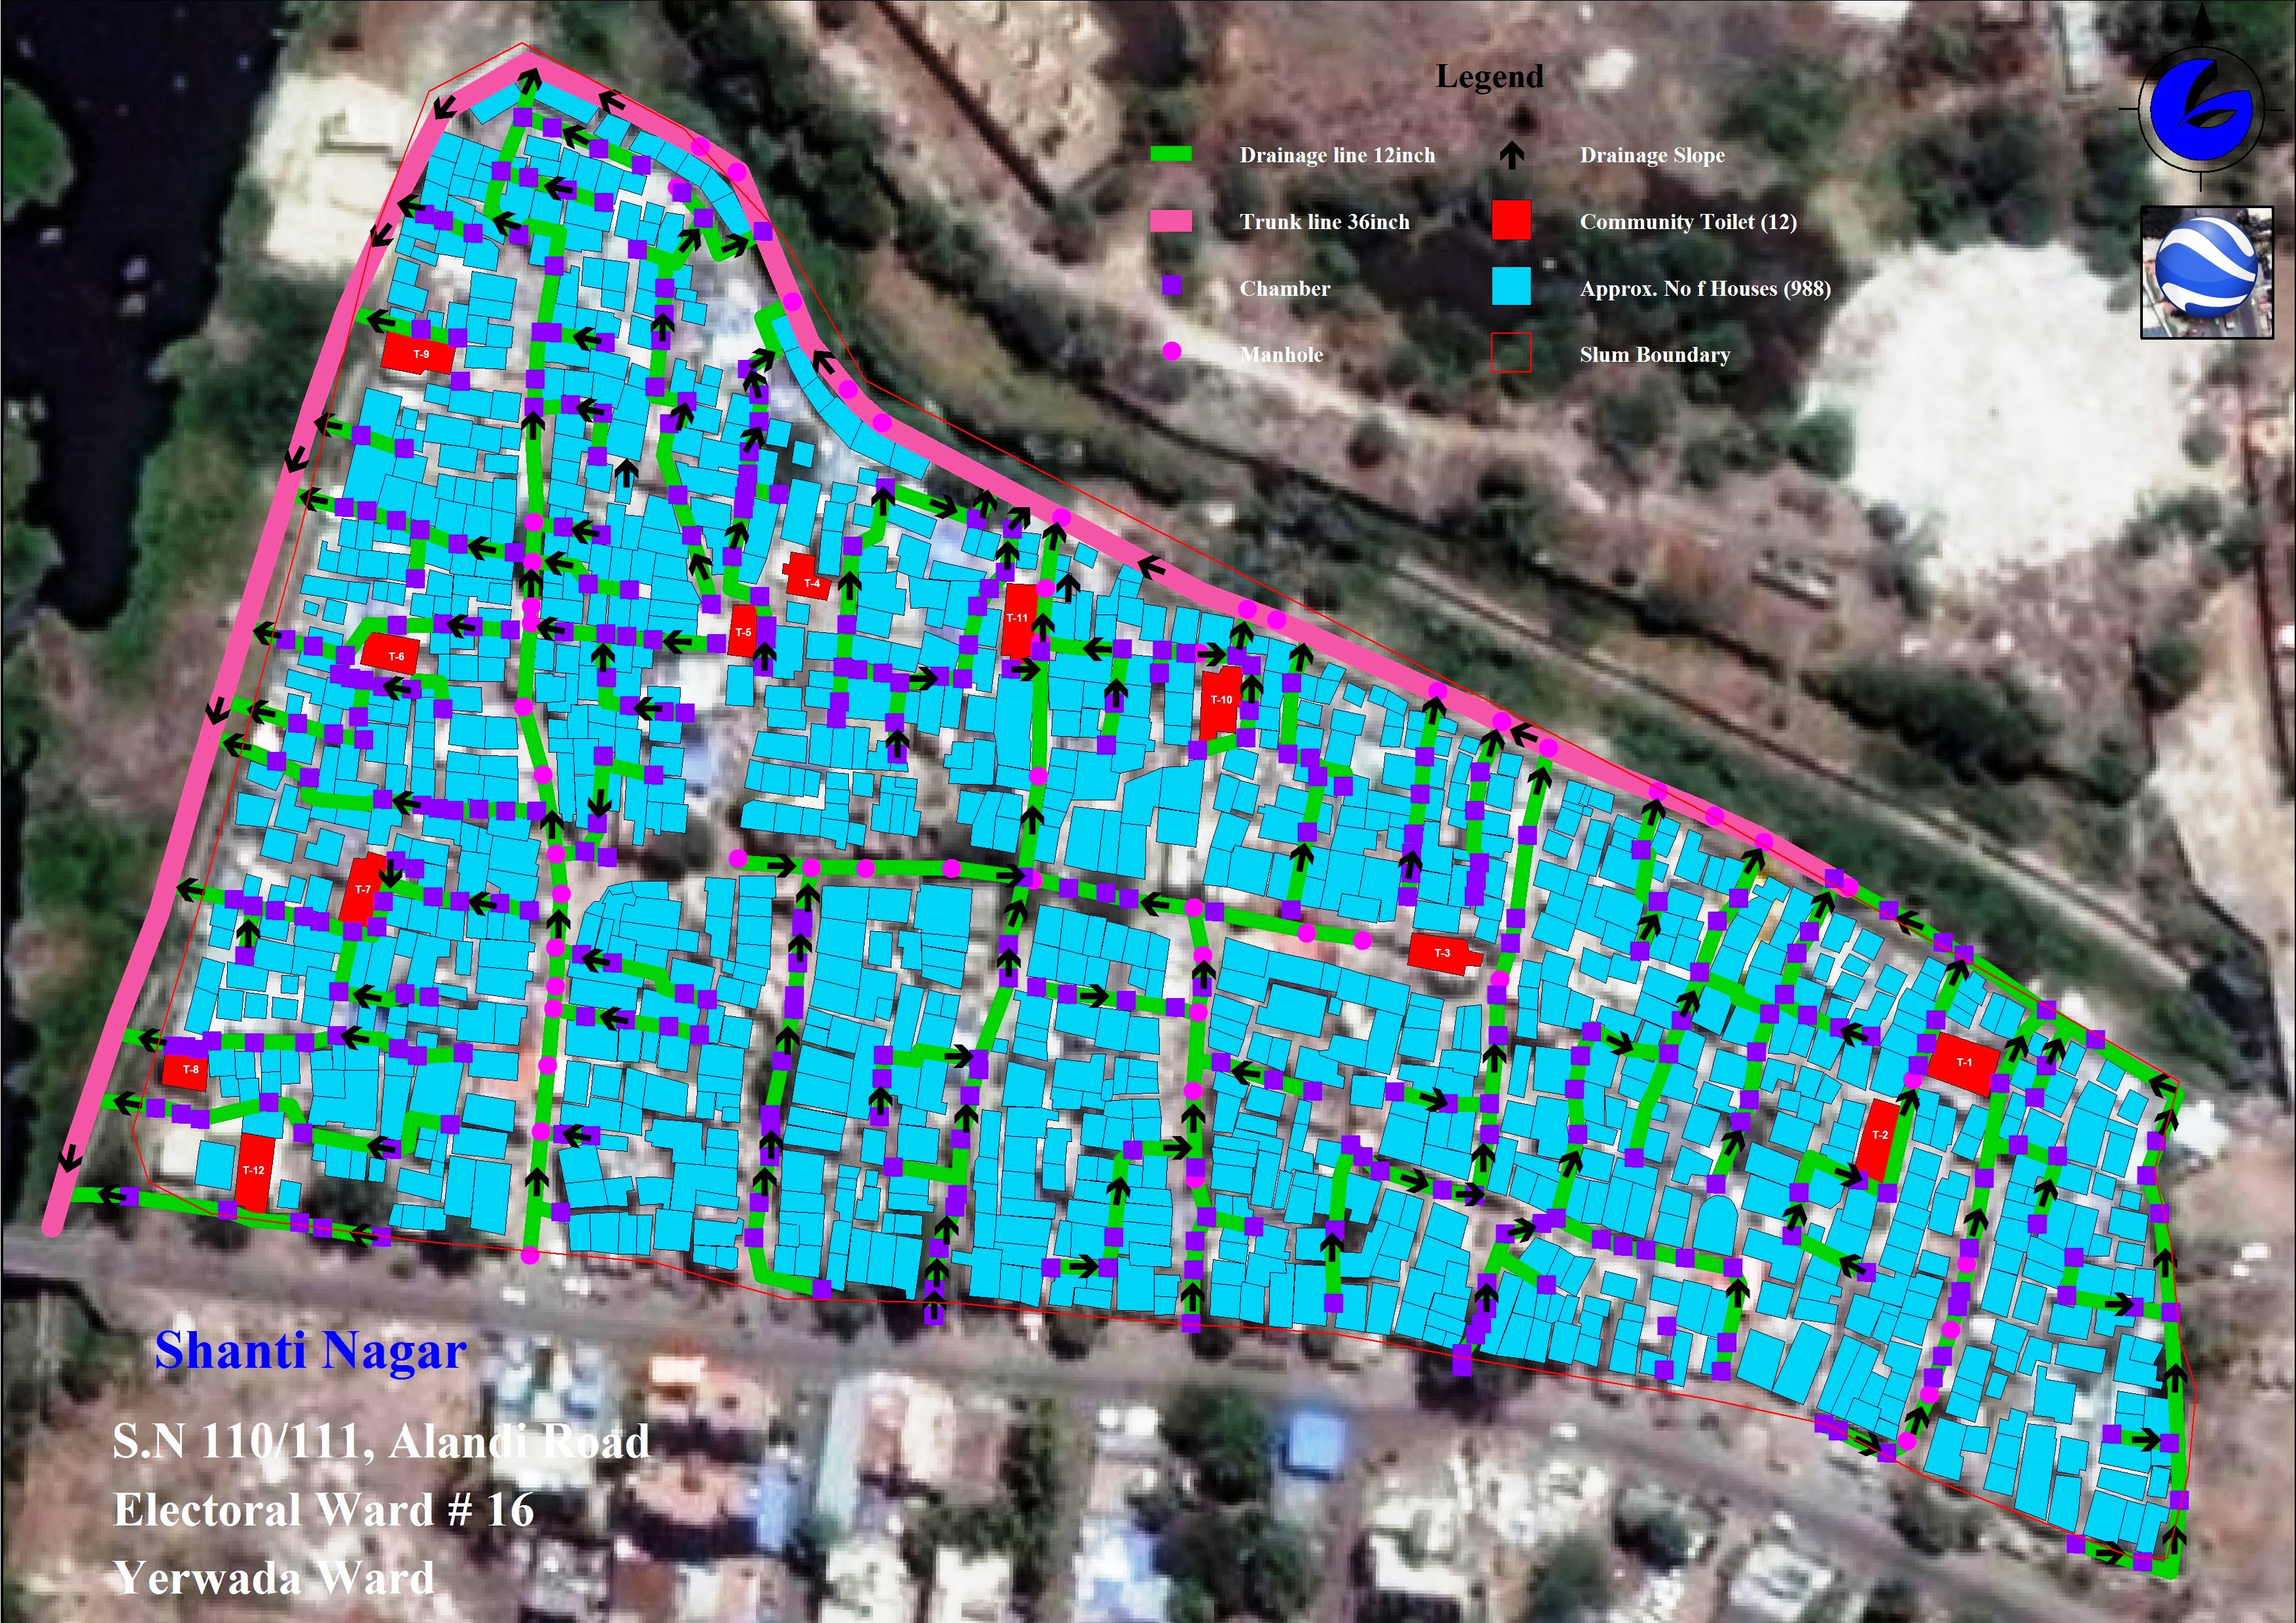 Legend
Drainage line 12inch
Drainage Slope
Trunk line 36inch
Community Toilet (12)
Chamber
Approx. No f Houses (988)
Manhole
Slum Boundary
T-9
T-4
T-5
T-11
T-6
T-10
T-7
T-3
T-8
T-1
T-2
T-12
Shanti Nagar
S.N 110/111, Alandi Road
Electoral Ward # 16
Yerwada Ward